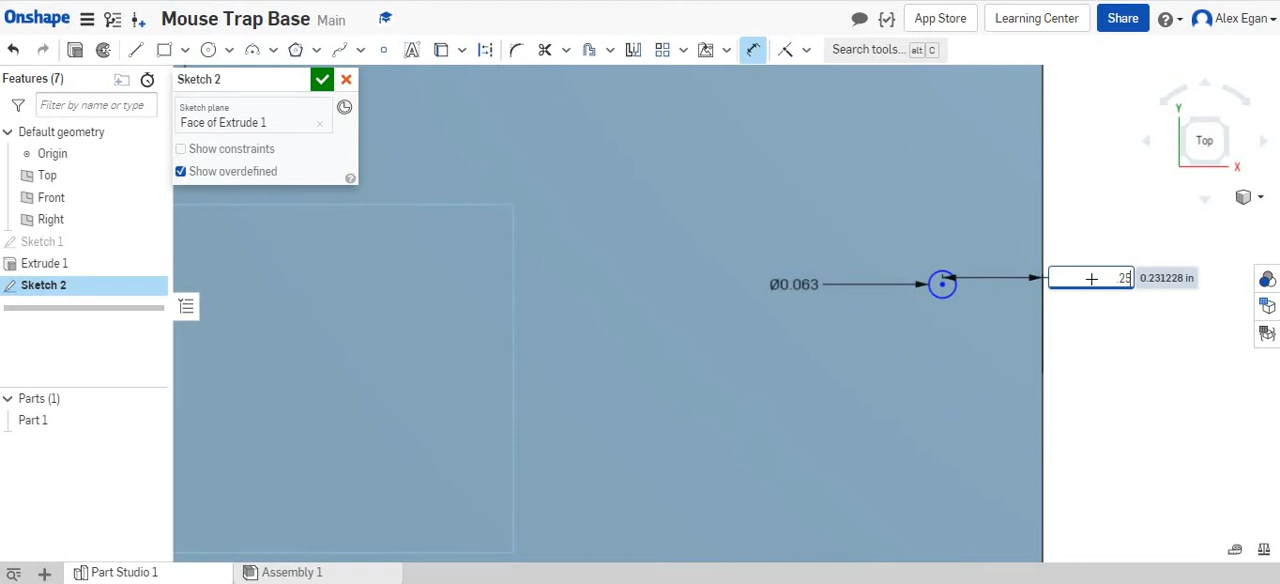 Onshape Mouse Trap Base Main App Store Learning Center Share Alex Egan
Search tools... alt C
Features (7)
Filter by name or type
Default geometry
Origin
Top
Front
Right
Sketch 1
Extrude 1
Sketch 2
Parts (1)
Part 1
Sketch 2
Sketch plane
Face of Extrude 1
Show constraints
Show overdefined
Ø0.063
.25 0.231228 in
Y
Top
X
Part Studio 1 Assembly 1